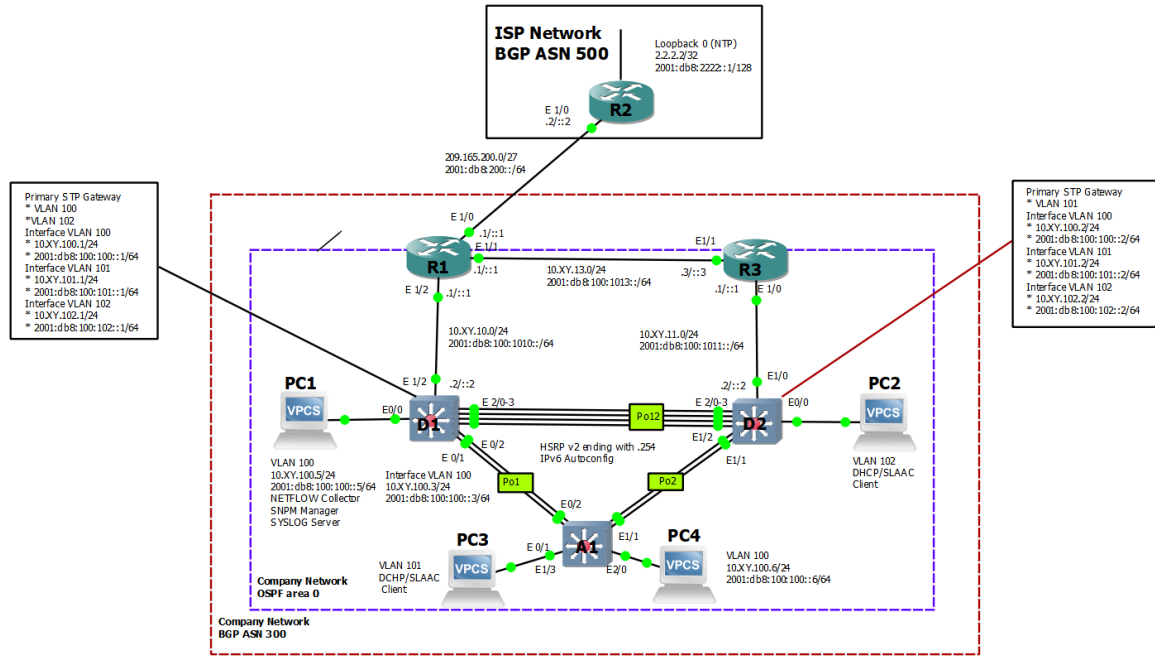 ISP Network
BGP ASN 500
Loopback 0 (NTP)
2.2.2.2/32
2001:db8:2222::1/128
R2
E 1/0
.2/::2
209.165.200.0/27
2001:db8:200::/64
Primary STP Gateway
* VLAN 100
*VLAN 102
Interface VLAN 100
* 10.XY.100.1/24
* 2001:db8:100:100::1/64
Interface VLAN 101
* 10.XY.101.1/24
* 2001:db8:100:101::1/64
Interface VLAN 102
* 10.XY.102.1/24
* 2001:db8:100:102::1/64
Primary STP Gateway
* VLAN 101
Interface VLAN 100
* 10.XY.100.2/24
* 2001:db8:100:100::2/64
Interface VLAN 101
* 10.XY.101.2/24
* 2001:db8:100:101::2/64
Interface VLAN 102
* 10.XY.102.2/24
* 2001:db8:100:102::2/64
E 1/0
.1/::1
E 1/1
R1
.1/::1
E 1/2
.1/::1
10.XY.13.0/24
2001:db8:100:1013::/64
E1/1
.3/::3
R3
.1/::1
E 1/0
10.XY.10.0/24
2001:db8:100:1010::/64
10.XY.11.0/24
2001:db8:100:1011::/64
E 1/2
.2/::2
E1/0
.2/::2
PC1
VPCS
E0/0
D1
E 2/0-3
Po12
E 2/0-3
D2
E0/0
PC2
VPCS
E 0/2
E 0/1
HSRP v2 ending with .254
IPv6 Autoconfig
E1/2
E1/1
VLAN 100
10.XY.100.5/24
2001:db8:100:100::5/64
NETFLOW Collector
SNPM Manager
SYSLOG Server
Interface VLAN 100
10.XY.100.3/24
2001:db8:100:100::3/64
Po1
Po2
VLAN 102
DHCP/SLAAC
Client
E0/2
E1/1
A1
PC3
VPCS
E 0/1
E1/3
E2/0
PC4
VPCS
VLAN 101
DCHP/SLAAC
Client
VLAN 100
10.XY.100.6/24
2001:db8:100:100::6/64
Company Network
OSPF area 0
Company Network
BGP ASN 300